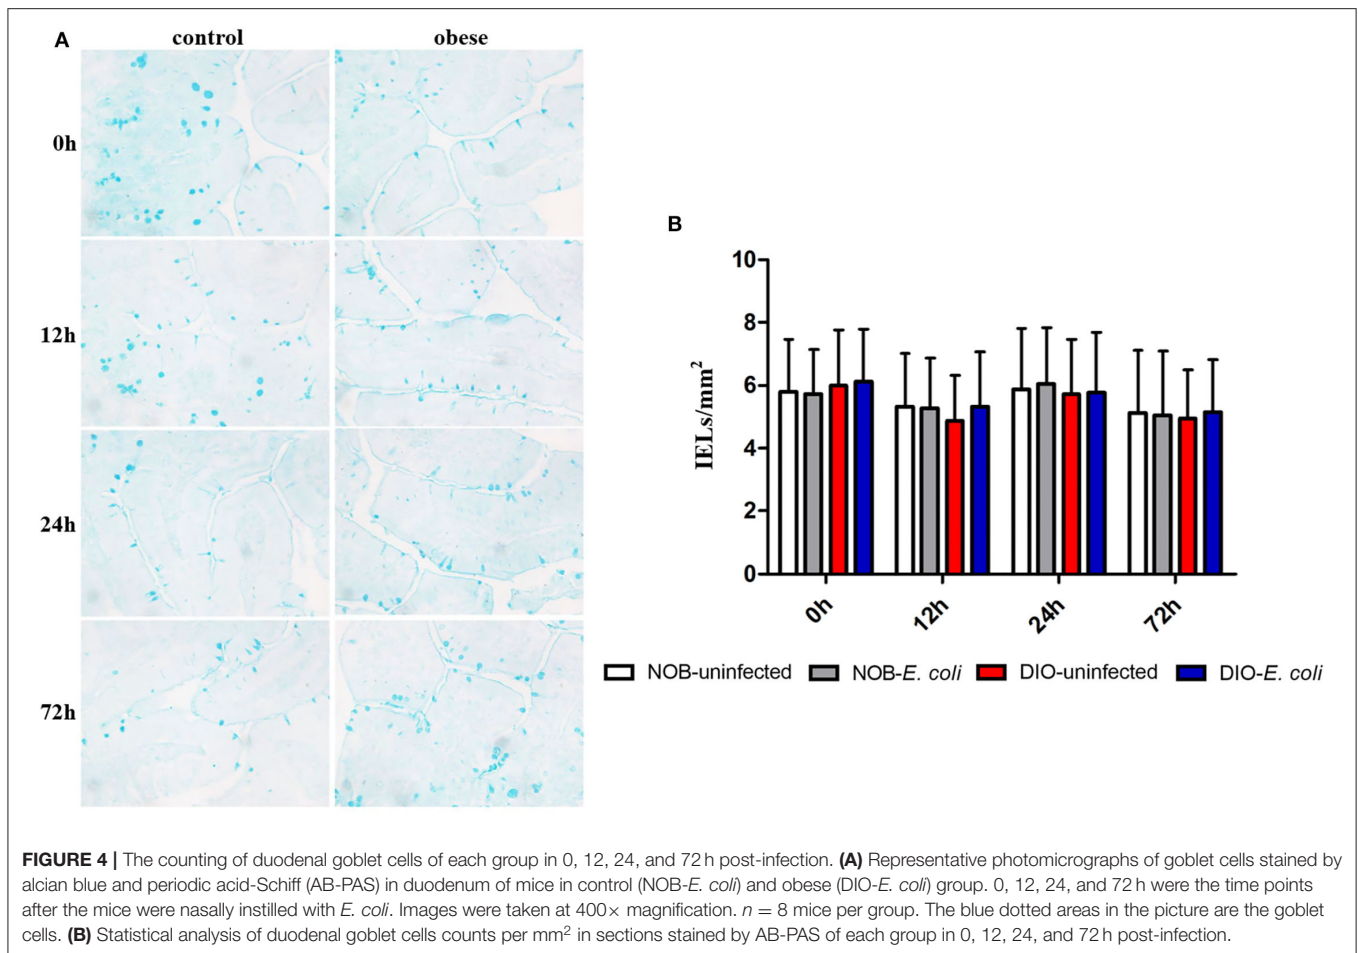 A
control
obese
0h
12h
24h
72h
B
10
8
6
4
2
0
IELs/mm²
0h
12h
24h
72h
NOB-uninfected
NOB-E. coli
DIO-uninfected
DIO-E. coli
FIGURE 4 | The counting of duodenal goblet cells of each group in 0, 12, 24, and 72 h post-infection. (A) Representative photomicrographs of goblet cells stained by
alcian blue and periodic acid-Schiff (AB-PAS) in duodenum of mice in control (NOB-E. coli) and obese (DIO-E. coli) group. 0, 12, 24, and 72 h were the time points
after the mice were nasally instilled with E. coli. Images were taken at 400× magnification. n = 8 mice per group. The blue dotted areas in the picture are the goblet
cells. (B) Statistical analysis of duodenal goblet cells counts per mm² in sections stained by AB-PAS of each group in 0, 12, 24, and 72 h post-infection.